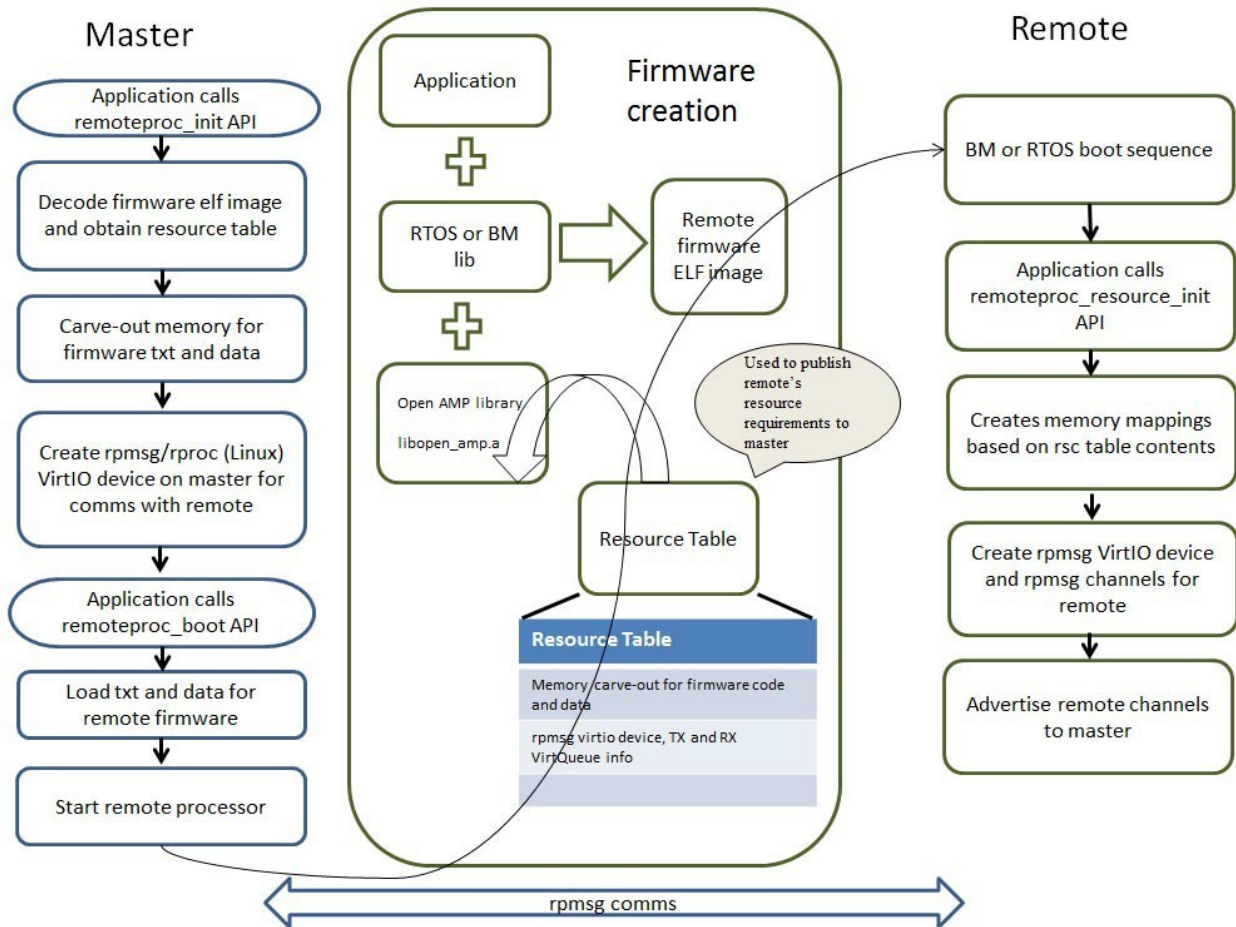 Master
Application calls
remoteproc_init API
Decode firmware elf image
and obtain resource table
Carve-out memory for
firmware txt and data
Create rpmsg/rproc (Linux)
VirtIO device on master for
comms with remote
Application calls
remoteproc_boot API
Load txt and data for
remote firmware
Start remote processor
Firmware
creation
Application
RTOS or BM
lib
Remote
firmware
ELF image
Open AMP library
libopen_amp.a
Used to publish
remote's
resource
requirements to
master
Resource Table
Resource Table
Memory carve-out for firmware code
and data
rpmsg virtio device, TX and RX
VirtQueue info
Remote
BM or RTOS boot sequence
Application calls
remoteproc_resource_init
API
Creates memory mappings
based on rsc table contents
Create rpmsg VirtIO device
and rpmsg channels for
remote
Advertise remote channels
to master
rpmsg comms